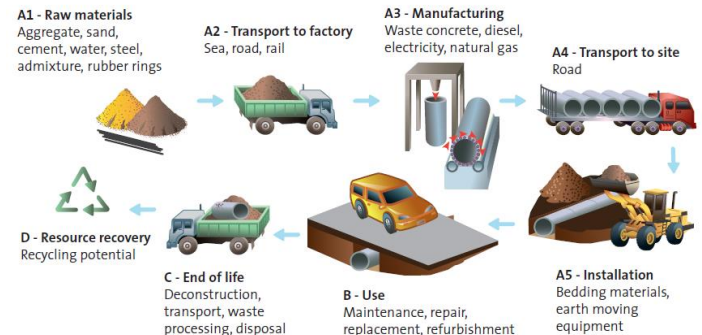 A1 - Raw materials
Aggregate, sand,
cement, water, steel,
admixture, rubber rings
A2 - Transport to factory
Sea, road, rail
A3 - Manufacturing
Waste concrete, diesel,
electricity, natural gas
A4 - Transport to site
Road
A5 - Installation
Bedding materials,
earth moving
equipment
B - Use
Maintenance, repair,
replacement, refurbishment
C - End of life
Deconstruction,
transport, waste
processing, disposal
D - Resource recovery
Recycling potential